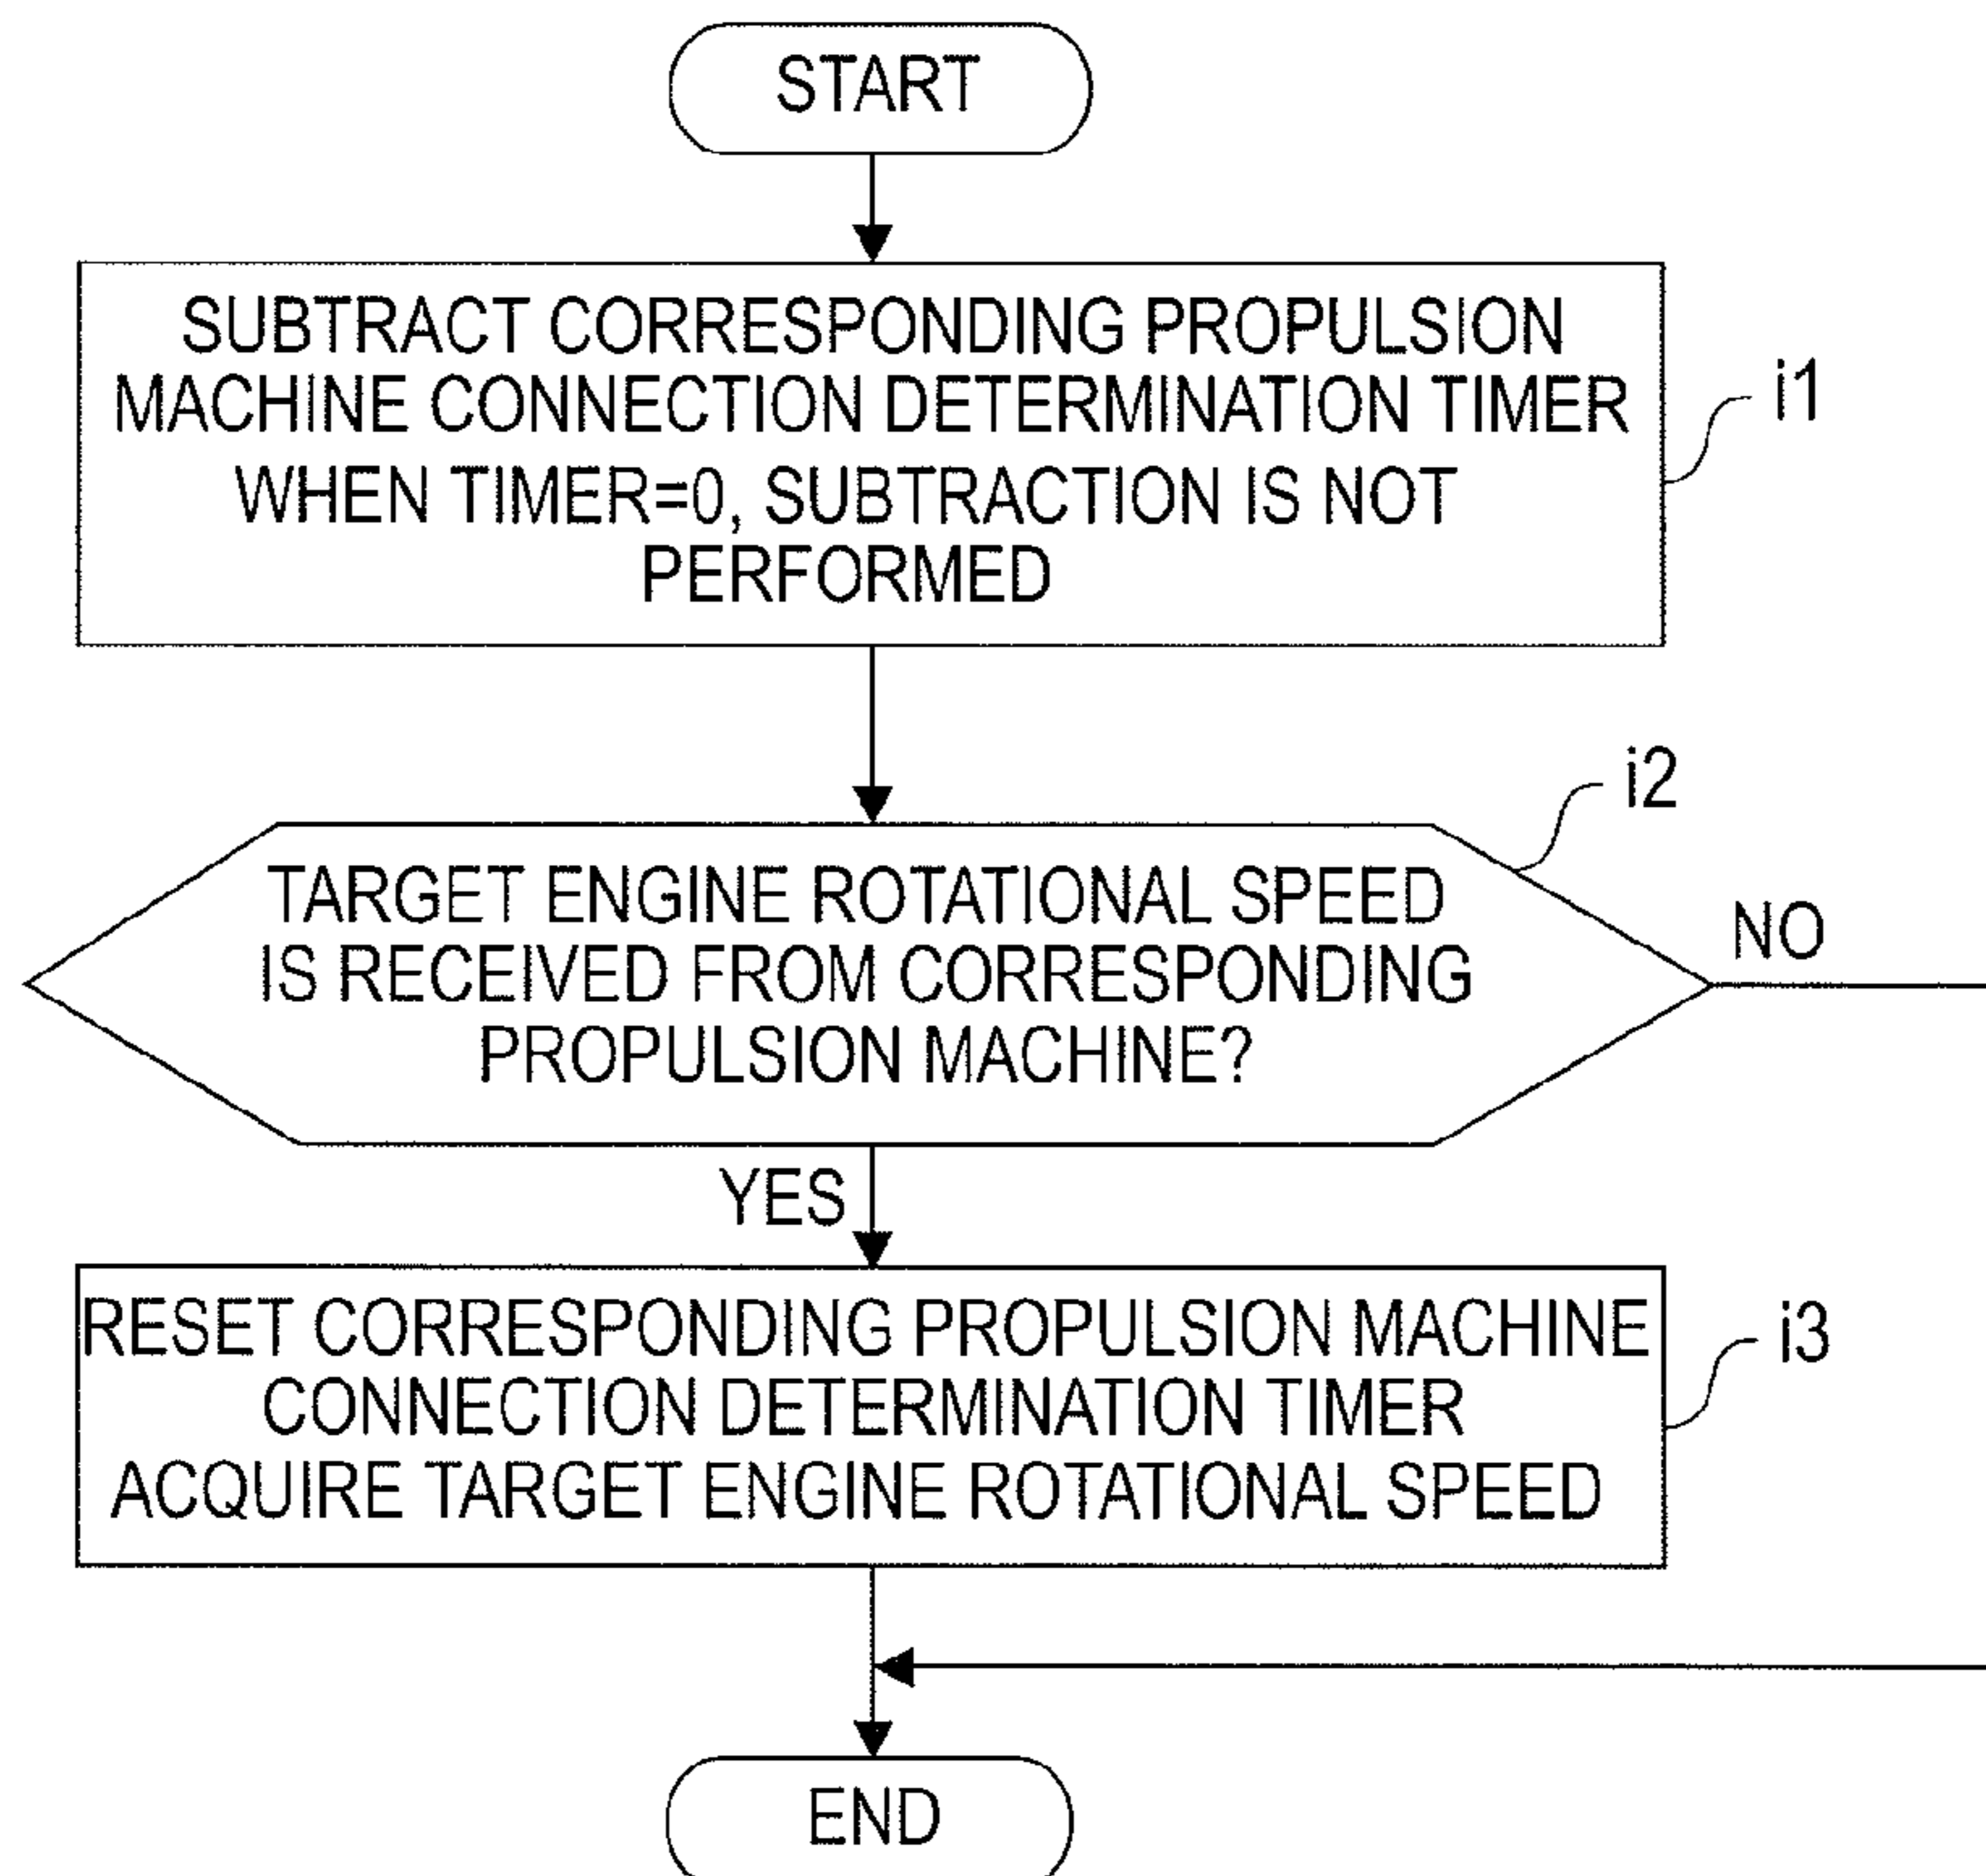 START
SUBTRACT CORRESPONDING PROPULSION
MACHINE CONNECTION DETERMINATION TIMER
WHEN TIMER=0, SUBTRACTION IS NOT
PERFORMED
i1
i2
TARGET ENGINE ROTATIONAL SPEED
IS RECEIVED FROM CORRESPONDING
PROPULSION MACHINE?
NO
YES
RESET CORRESPONDING PROPULSION MACHINE
CONNECTION DETERMINATION TIMER
ACQUIRE TARGET ENGINE ROTATIONAL SPEED
i3
END